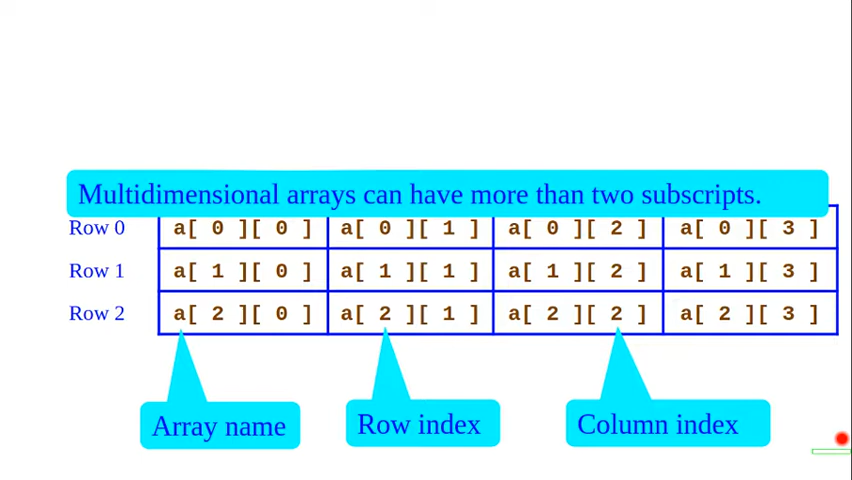 Multidimensional arrays can have more than two subscripts.
Row 0 a[ 0 ][ 0 ] a[ 0 ][ 1 ] a[ 0 ][ 2 ] a[ 0 ][ 3 ]
Row 1 a[ 1 ][ 0 ] a[ 1 ][ 1 ] a[ 1 ][ 2 ] a[ 1 ][ 3 ]
Row 2 a[ 2 ][ 0 ] a[ 2 ][ 1 ] a[ 2 ][ 2 ] a[ 2 ][ 3 ]
Array name Row index Column index